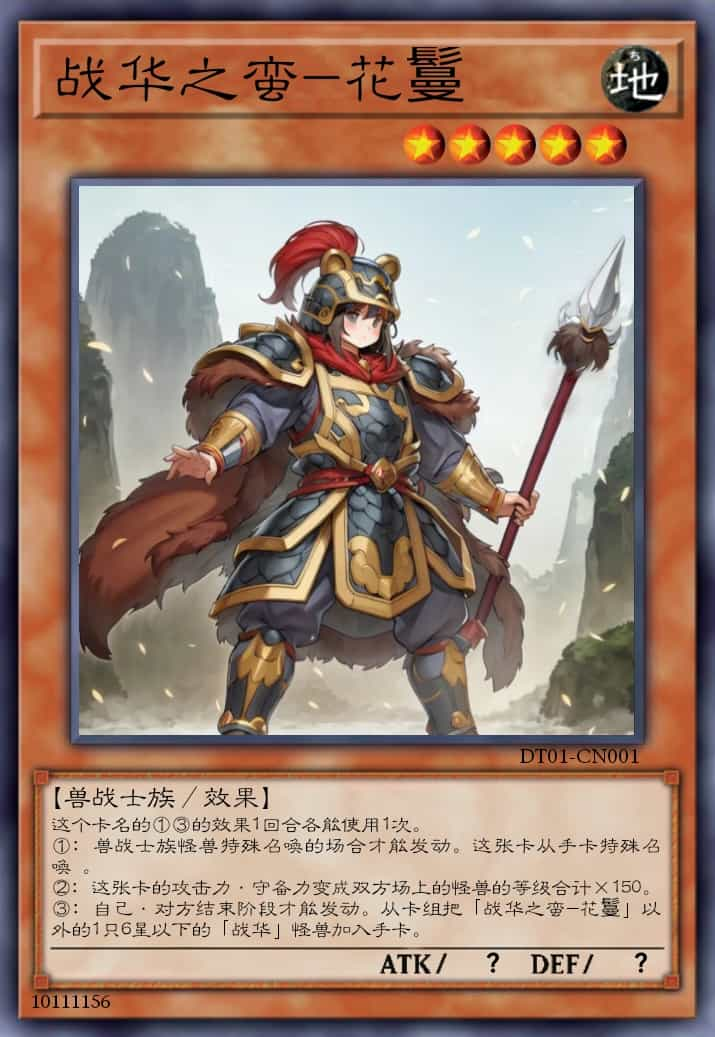 战华之蛮-花鬘
ち
地
DT01-CN001
【兽战士族／效果】
这个卡名的①③的效果1回合各能使用1次。
①：兽战士族怪兽特殊召唤的场合才能发动。这张卡从手卡特殊召
唤。
②：这张卡的攻击力·守备力变成双方场上的怪兽的等级合计×150。
③：自己·对方结束阶段才能发动。从卡组把「战华之蛮-花鬘」以
外的1只6星以下的「战华」怪兽加入手卡。
ATK/ ? DEF/ ?
10111156